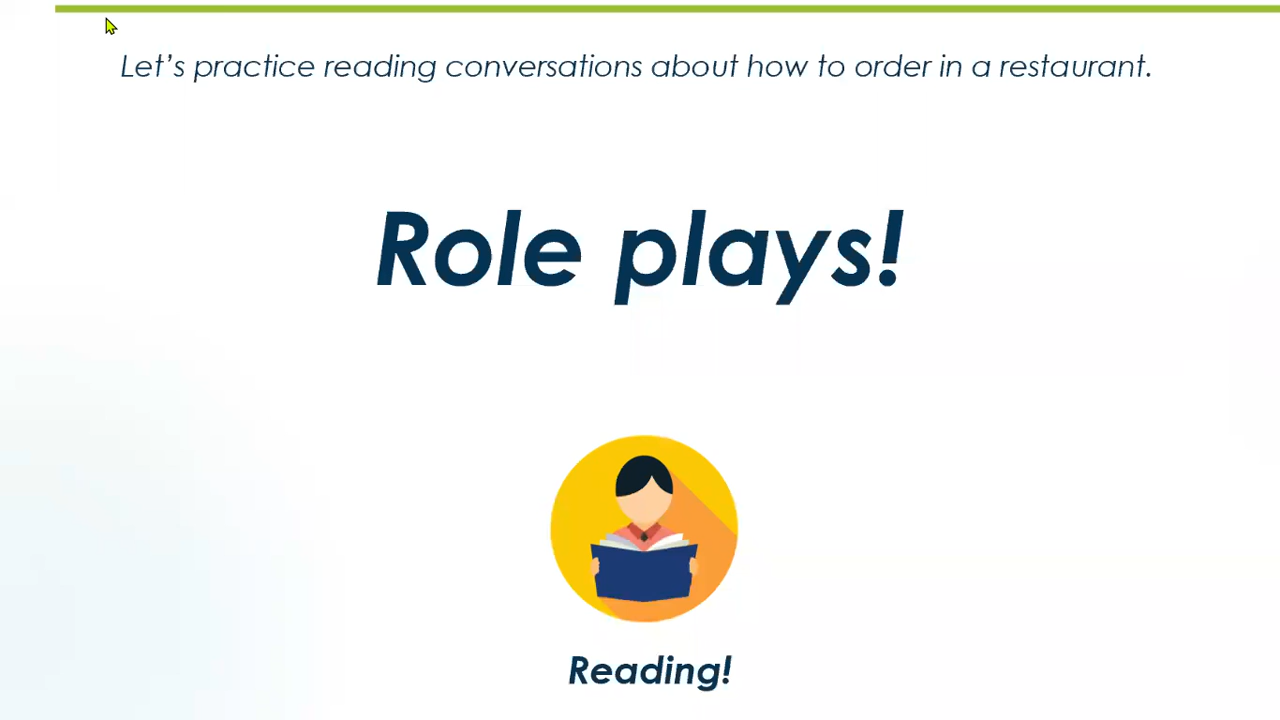 Let’s practice reading conversations about how to order in a restaurant.
Role plays!
Reading!